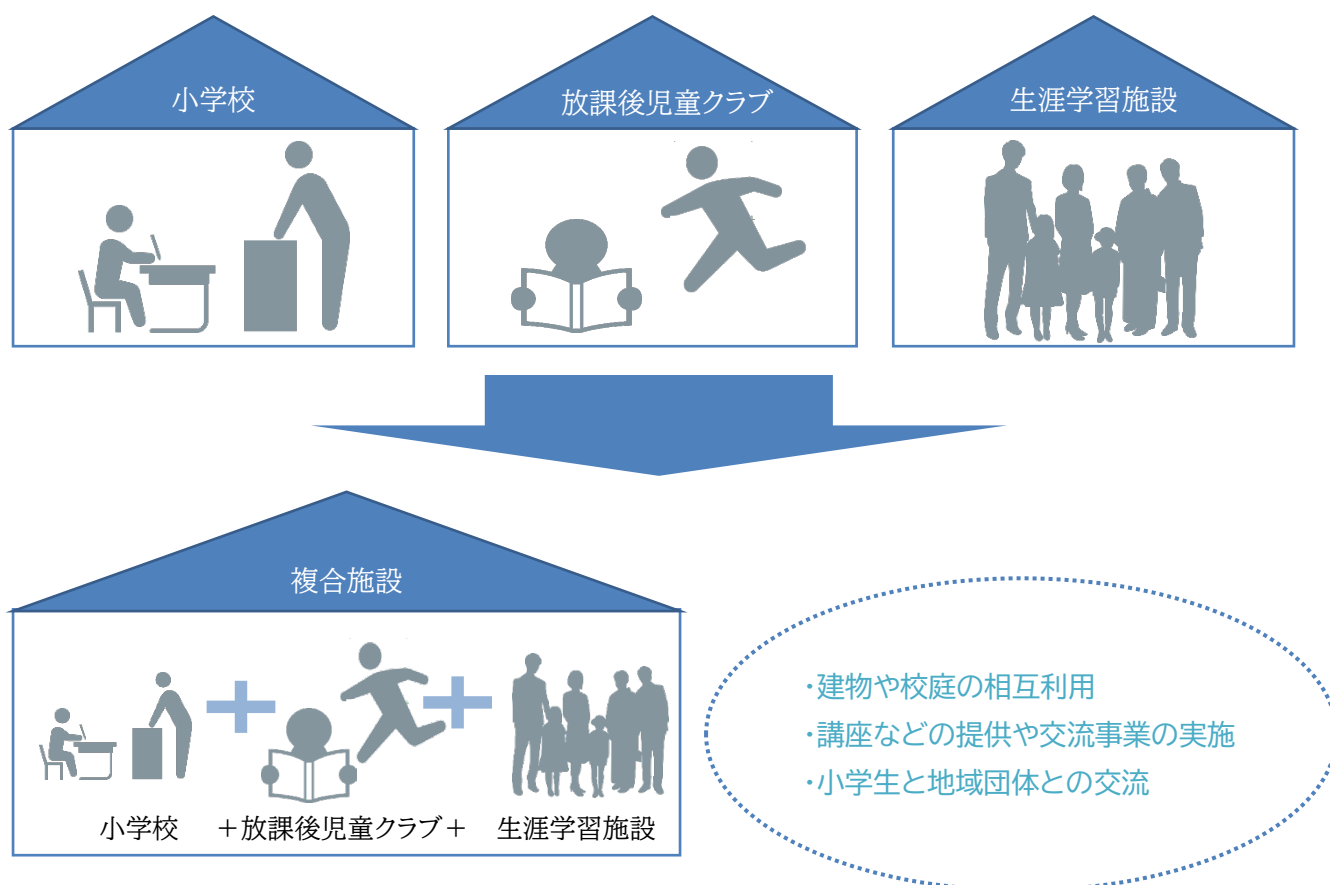 小学校
放課後児童クラブ
生涯学習施設
複合施設
小学校 +放課後児童クラブ+ 生涯学習施設
・建物や校庭の相互利用
・講座などの提供や交流事業の実施
・小学生と地域団体との交流